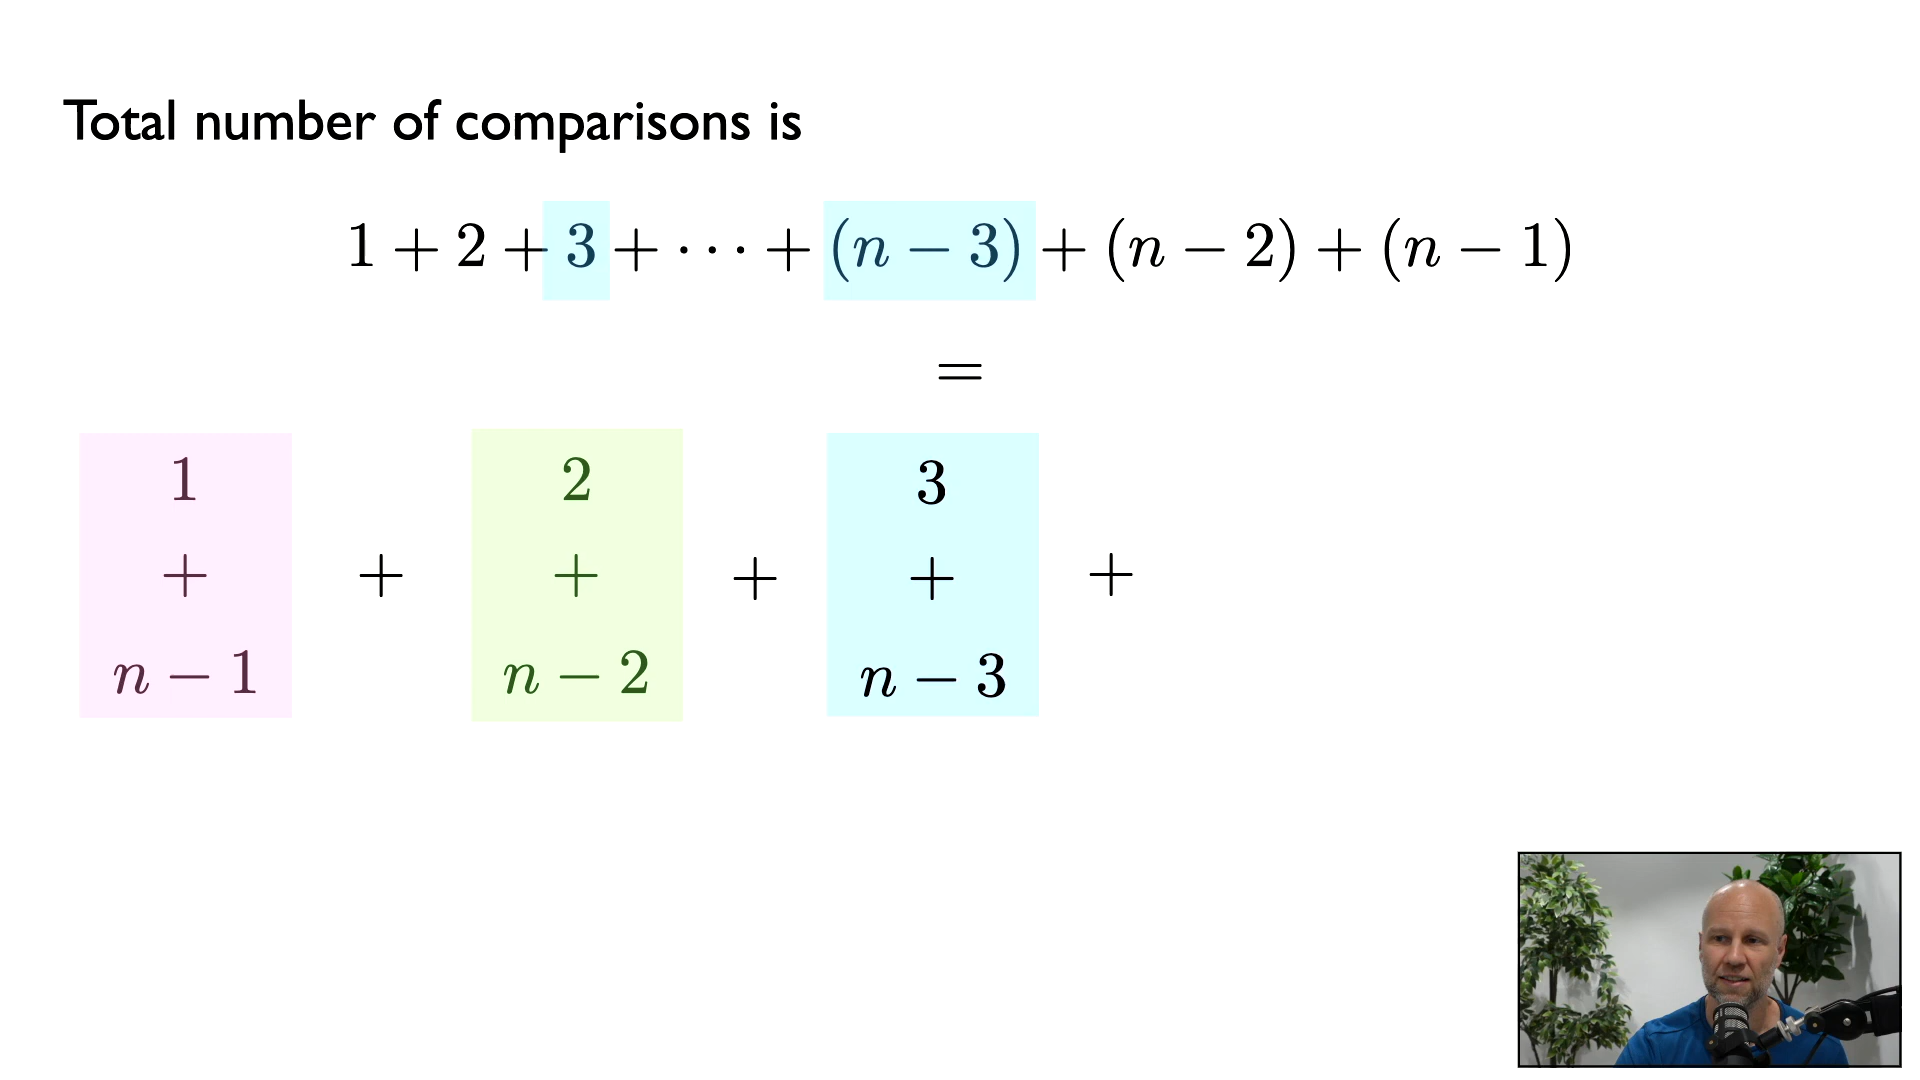 Total number of comparisons is
1 + 2 + 3 + · · · + (n − 3) + (n − 2) + (n − 1)
=
1 2 3
+ + + + + +
n − 1 n − 2 n − 3